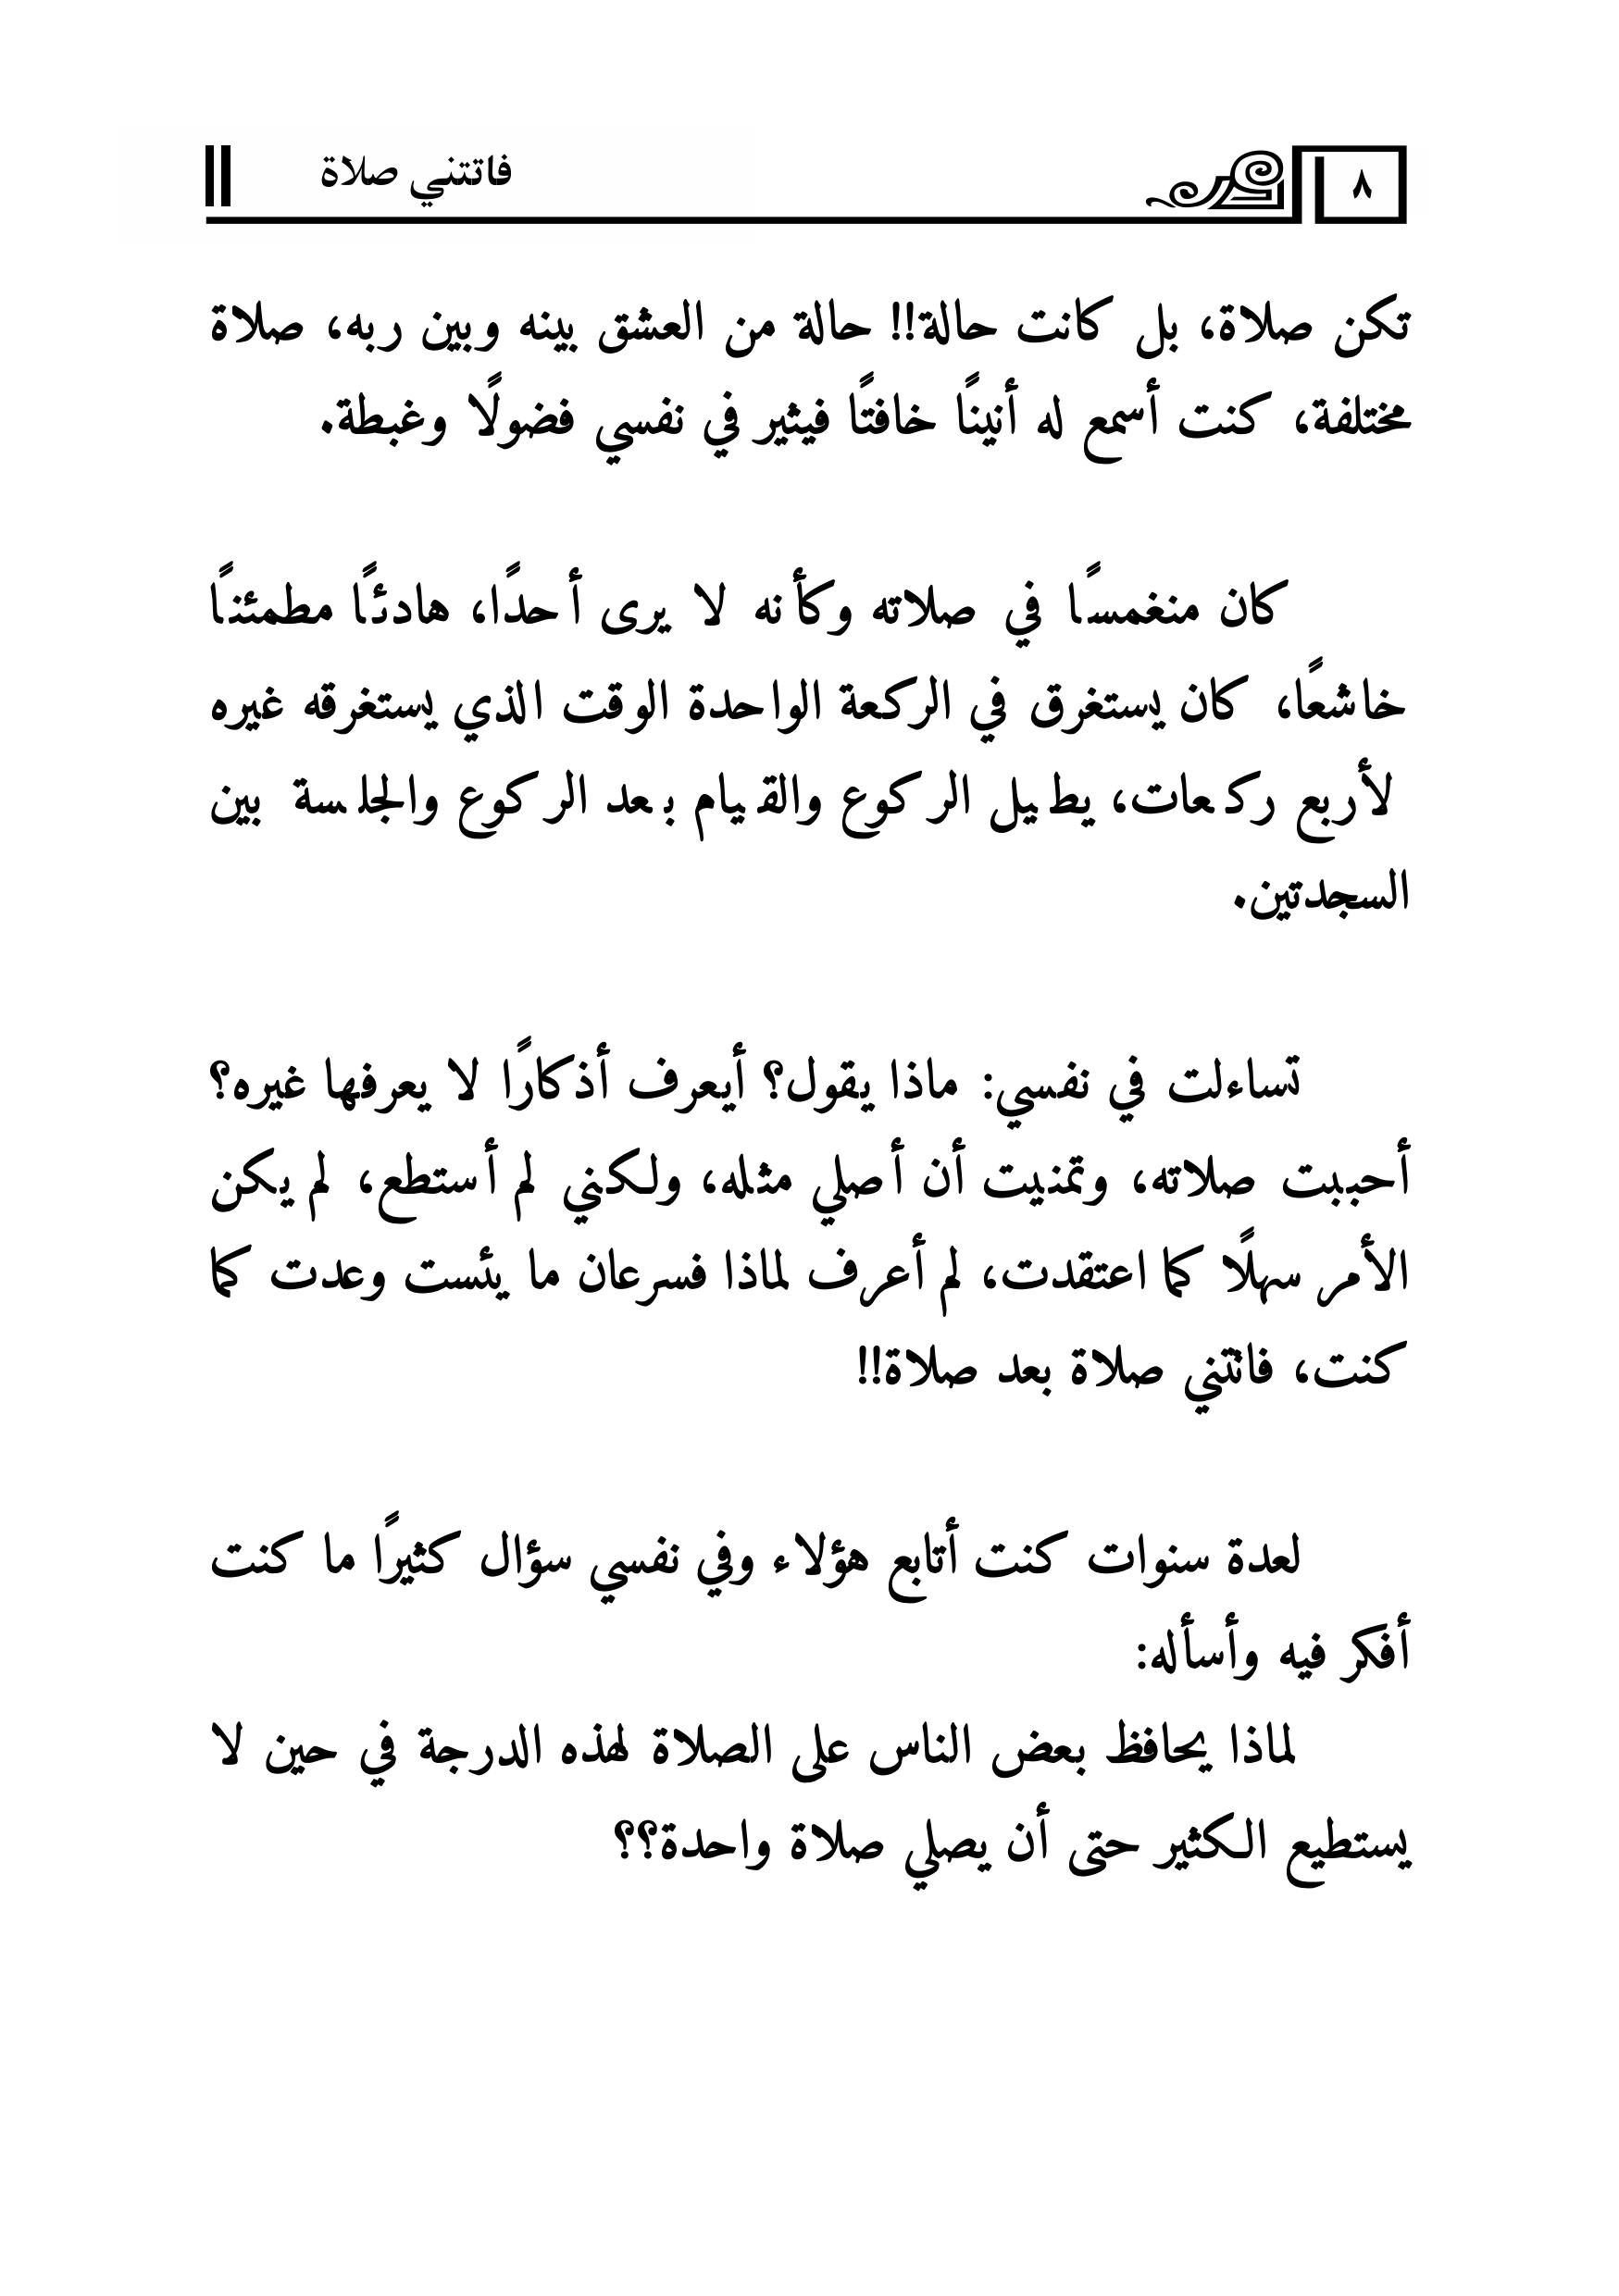 ٨
فاتتني صلاة
تكن صلاة، بل كانت حالة!! حالة من العشق بينه وبين ربه، صلاة
مختلفة، كنت أسمع له أنينًا خافتًا فيثير في نفسي فضولًا وغبطة.
كان منغمسًا في صلاته وكأنه لا يرى أحدًا، هادئًا مطمئنًا
خاشعًا، كان يستغرق في الركعة الواحدة الوقت الذي يستغرقه غيره
لأربع ركعات، يطيل الركوع والقيام بعد الركوع والجلسة بين
السجدتين.
تساءلت في نفسي: ماذا يقول؟ أيعرف أذكارًا لا يعرفها غيره؟
أحببت صلاته، وتمنيت أن أصلي مثله، ولكني لم أستطع، لم يكن
الأمر سهلًا كما اعتقدت، لم أعرف لماذا فسرعان ما يئست وعدت كما
كنت، فاتتني صلاة بعد صلاة!!
لعدة سنوات كنت أتابع هؤلاء وفي نفسي سؤال كثيرًا ما كنت
أفكر فيه وأسأله:
لماذا يحافظ بعض الناس على الصلاة لهذه الدرجة في حين لا
يستطيع الكثير حتى أن يصلي صلاة واحدة؟؟